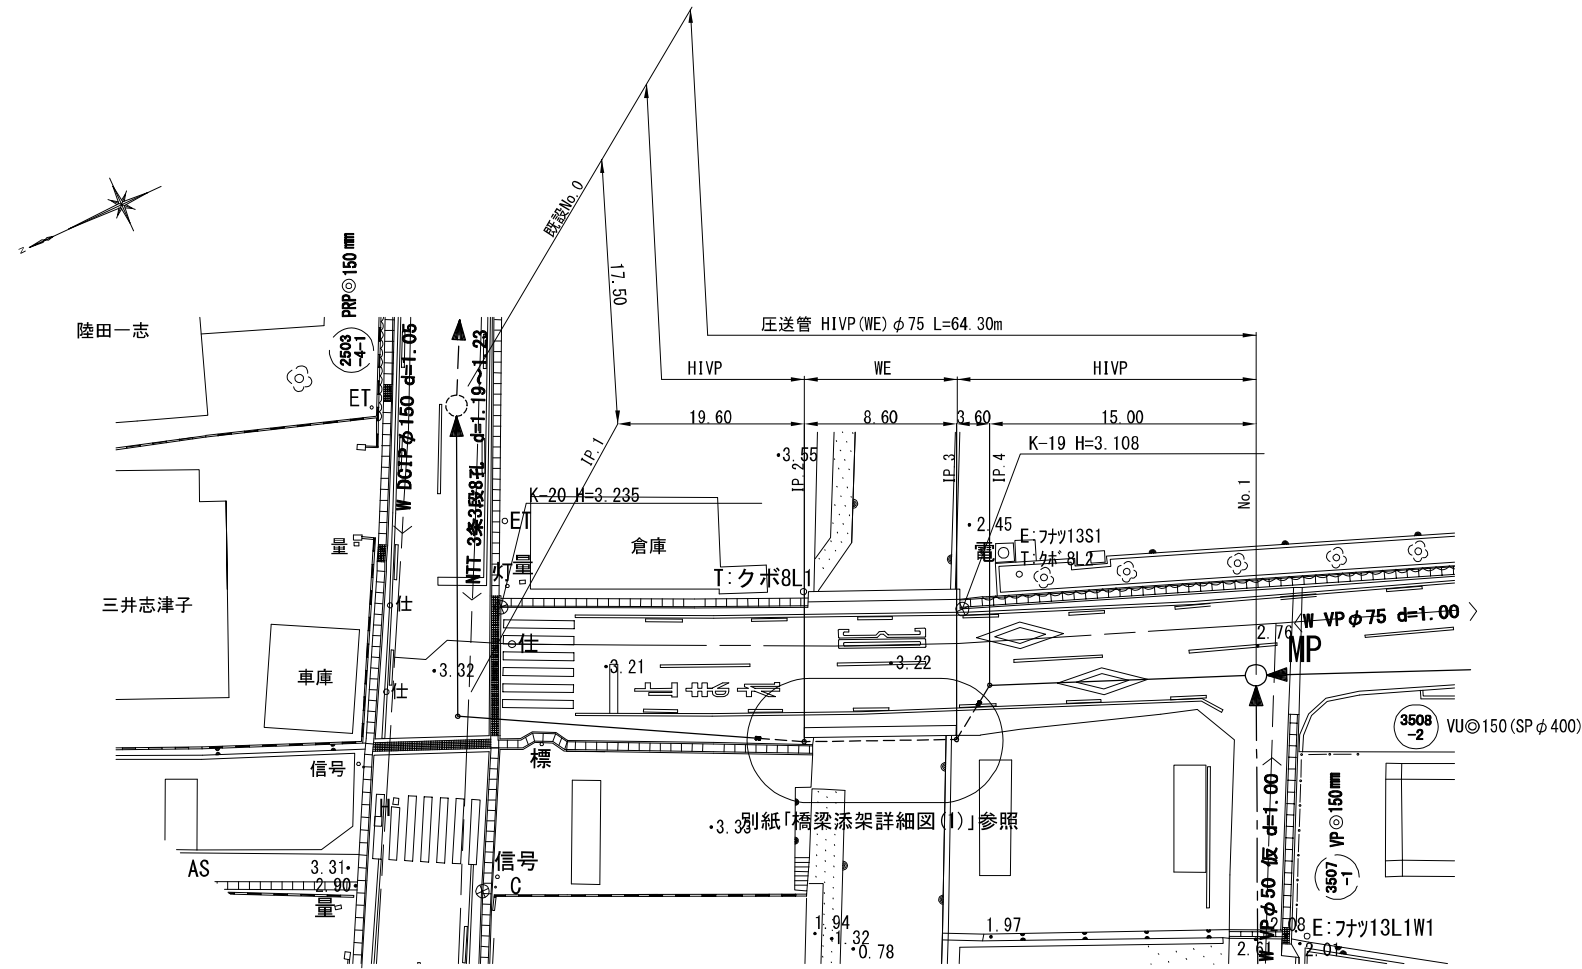 既設No.0
N
PRP◎150mm
2503
-4-1
陸田一志
17.50
圧送管 HIVP(WE)φ75 L=64.30m
HIVP
WE
HIVP
W DCIPφ150 d=1.05
NTT 3条3段8孔 d=1.19～1.23
ET
19.60
8.60
3.60
15.00
IP.1
IP.2
IP.3
IP.4
No.1
K-19 H=3.108
3.55
K-20 H=3.235
ET
2.45
電
E:フナツ13S1
T:クボ8L2
量
倉庫
灯
量
T:クボ8L1
三井志津子
仕
W VPφ75 d=1.00
2.76
仕
MP
3.32
3.21
3.22
車庫
仕
3508
-2
VU◎150(SPφ400)
標
信号
H
W VPφ50 仮 d=1.00
VP◎150mm
3507
-1
3.33
別紙「橋梁添架詳細図(1)」参照
信号
C
AS
3.31
2.90
量
1.94
1.32
0.78
1.97
2.08
E:フナツ13L1W1
2.01